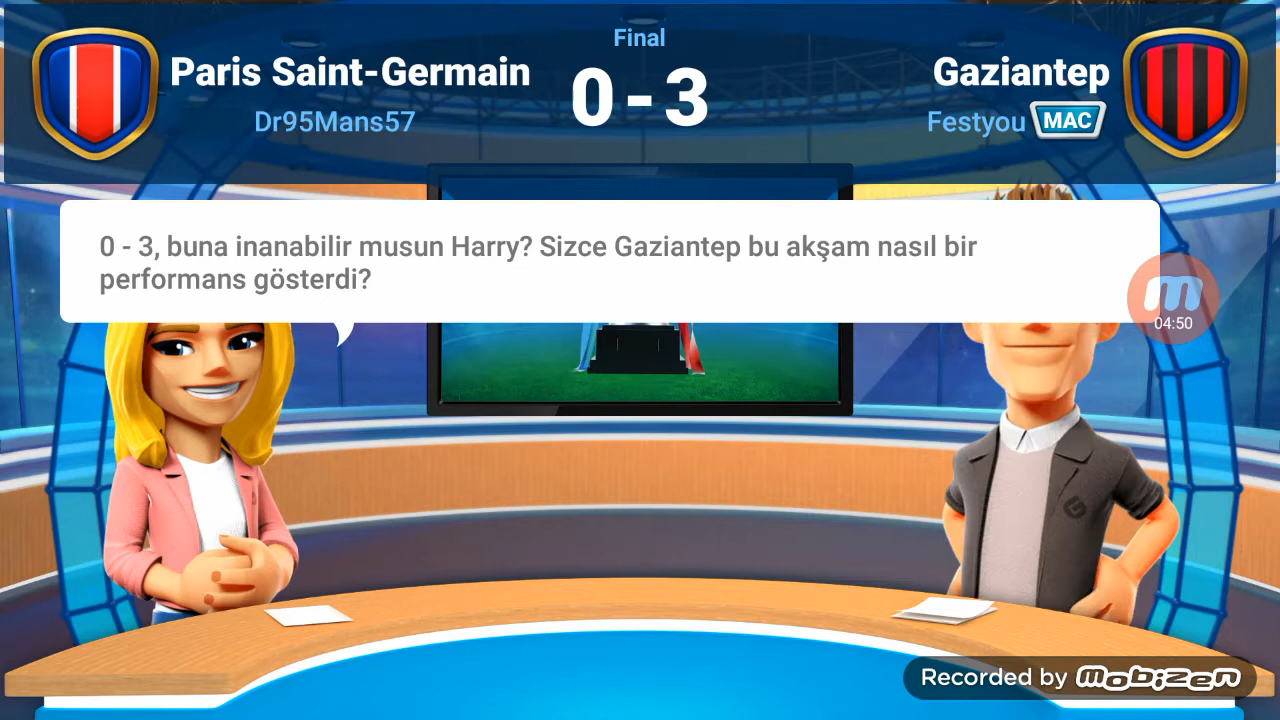 Final
Paris Saint-Germain
0 - 3
Gaziantep
Dr95Mans57
Festyou MAC
0 - 3, buna inanabilir musun Harry? Sizce Gaziantep bu akşam nasıl bir
performans gösterdi?
m
04:50
G
Recorded by mobizen